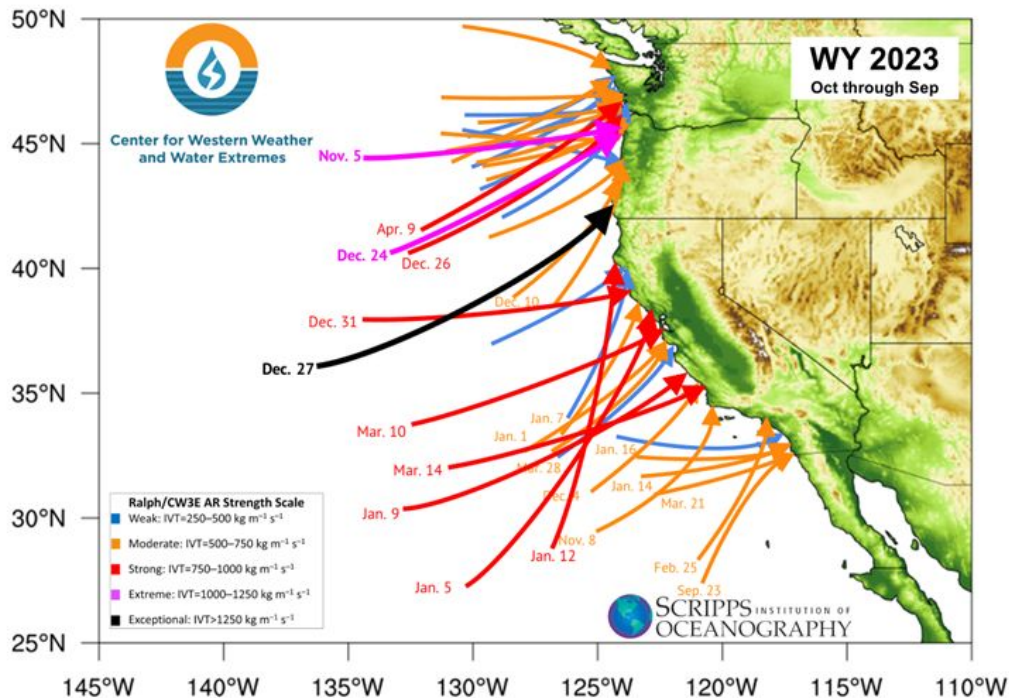 50°N
45°N
40°N
35°N
30°N
25°N
Center for Western Weather
and Water Extremes
WY 2023
Oct through Sep
Nov. 5
Apr. 9
Dec. 24
Dec. 26
Dec. 10
Dec. 31
Dec. 27
Mar. 10
Jan. 7
Jan. 1
Mar. 14
Mar. 28
Jan. 16
Dec. 4
Jan. 14
Mar. 21
Jan. 9
Nov. 8
Jan. 12
Feb. 25
Jan. 5
Sep. 23
Ralph/CW3E AR Strength Scale
Weak: IVT=250–500 kg m⁻¹ s⁻¹
Moderate: IVT=500–750 kg m⁻¹ s⁻¹
Strong: IVT=750–1000 kg m⁻¹ s⁻¹
Extreme: IVT=1000–1250 kg m⁻¹ s⁻¹
Exceptional: IVT>1250 kg m⁻¹ s⁻¹
SCRIPPS INSTITUTION OF
OCEANOGRAPHY
145°W 140°W 135°W 130°W 125°W 120°W 115°W 110°W